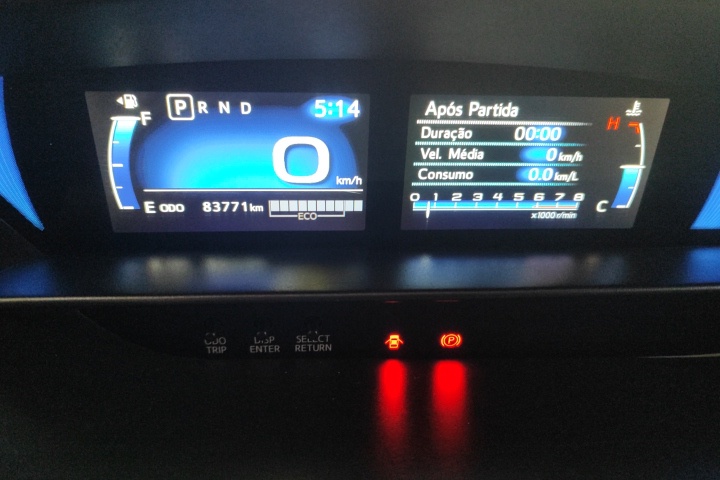 F
P R N D
5:14
0
km/h
E ODO 83771 km
ECO
Após Partida
Duração 00:00
Vel. Média 0 km/h
Consumo 0.0 km/L
0 1 2 3 4 5 6 7 8
x1000 r/min
H
C
ODO
TRIP
DISP
ENTER
SELECT
RETURN
P